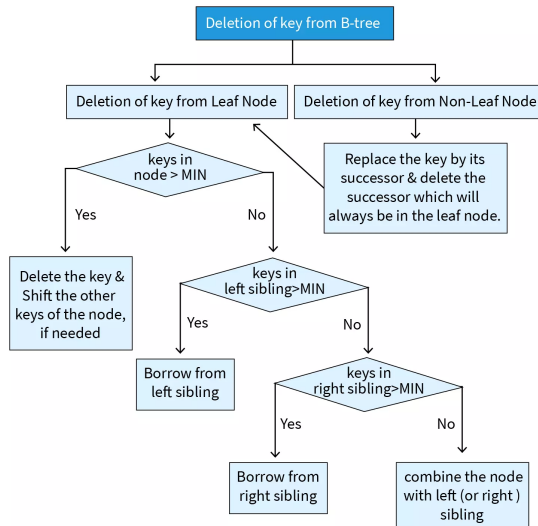 Deletion of key from B-tree
Deletion of key from Leaf Node
Deletion of key from Non-Leaf Node
keys in
node > MIN
Replace the key by its
successor & delete the
successor which will
always be in the leaf node.
Yes
No
Delete the key &
Shift the other
keys of the node,
if needed
keys in
left sibling>MIN
Yes
No
Borrow from
left sibling
keys in
right sibling>MIN
Yes
No
Borrow from
right sibling
combine the node
with left (or right )
sibling